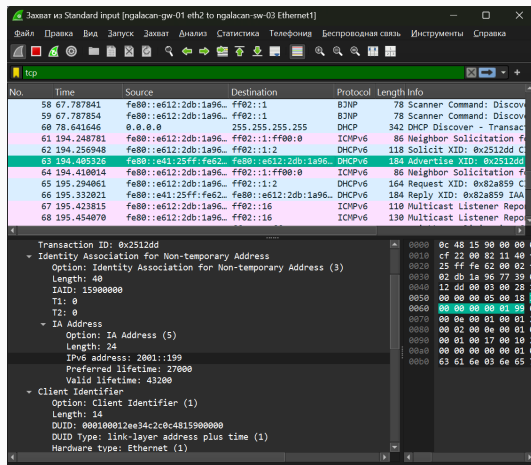 Захват из Standard input [ngalacan-gw-01 eth2 to ngalacan-sw-03 Ethernet1]
Файл Правка Вид Запуск Захват Анализ Статистика Телефония Беспроводная связь Инструменты Справка
tcp
No. Time Source Destination Protocol Length Info
58 67.787841 fe80::e612:2db:1a96… ff02::1 BJNP 78 Scanner Command: Discov
59 67.787854 fe80::e612:2db:1a96… ff02::1 BJNP 78 Scanner Command: Discov
60 78.641646 0.0.0.0 255.255.255.255 DHCP 342 DHCP Discover - Transac
61 194.248781 fe80::e612:2db:1a96… ff02::1:ff00:0 ICMPv6 86 Neighbor Solicitation fo
62 194.256948 fe80::e612:2db:1a96… ff02::1:2 DHCPv6 118 Solicit XID: 0x2512dd C
63 194.405326 fe80::e41:25ff:fe62… fe80::e612:2db:1a96… DHCPv6 184 Advertise XID: 0x2512dd
64 194.410014 fe80::e612:2db:1a96… ff02::1:ff00:0 ICMPv6 86 Neighbor Solicitation fo
65 195.294061 fe80::e612:2db:1a96… ff02::1:2 DHCPv6 164 Request XID: 0x82a859 C
66 195.332021 fe80::e41:25ff:fe62… fe80::e612:2db:1a96… DHCPv6 184 Reply XID: 0x82a859 IAA
67 195.423815 fe80::e612:2db:1a96… ff02::16 ICMPv6 110 Multicast Listener Repor
68 195.454070 fe80::e612:2db:1a96… ff02::16 ICMPv6 130 Multicast Listener Repor
Transaction ID: 0x2512dd
Identity Association for Non-temporary Address
Option: Identity Association for Non-temporary Address (3)
Length: 40
IAID: 15900000
T1: 0
T2: 0
IA Address
Option: IA Address (5)
Length: 24
IPv6 address: 2001::199
Preferred lifetime: 27000
Valid lifetime: 43200
Client Identifier
Option: Client Identifier (1)
Length: 14
DUID: 000100012ee34c2c0c4815900000
DUID Type: link-layer address plus time (1)
Hardware type: Ethernet (1)
0000 0c 48 15 90 00 00
0010 cf 22 00 82 11 40
0020 25 ff fe 62 00 02
0030 02 db 1a 96 77 39
0040 12 dd 00 03 00 28
0050 00 00 00 05 00 18
0060 00 00 00 00 01 99
0070 00 0e 00 01 00 01
0080 00 02 00 0e 00 01
0090 00 01 00 17 00 10
00a0 00 00 00 00 00 01
00b0 63 61 6e 03 6e 65